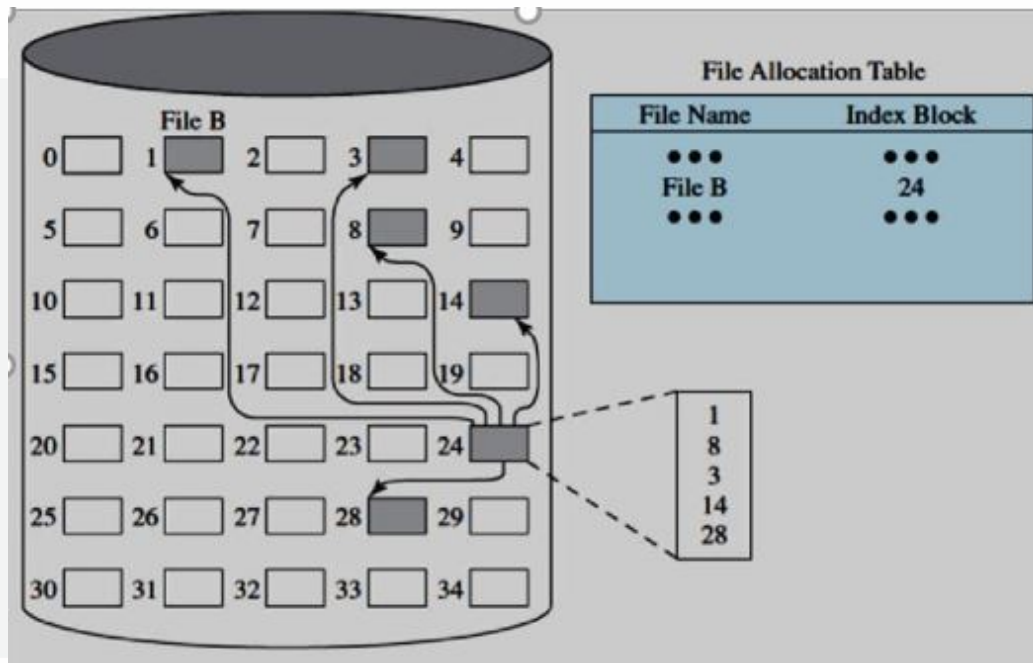 File Allocation Table
File Name Index Block
••• •••
File B 24
••• •••
File B
0 1 2 3 4
5 6 7 8 9
10 11 12 13 14
15 16 17 18 19
20 21 22 23 24
25 26 27 28 29
30 31 32 33 34
1
8
3
14
28